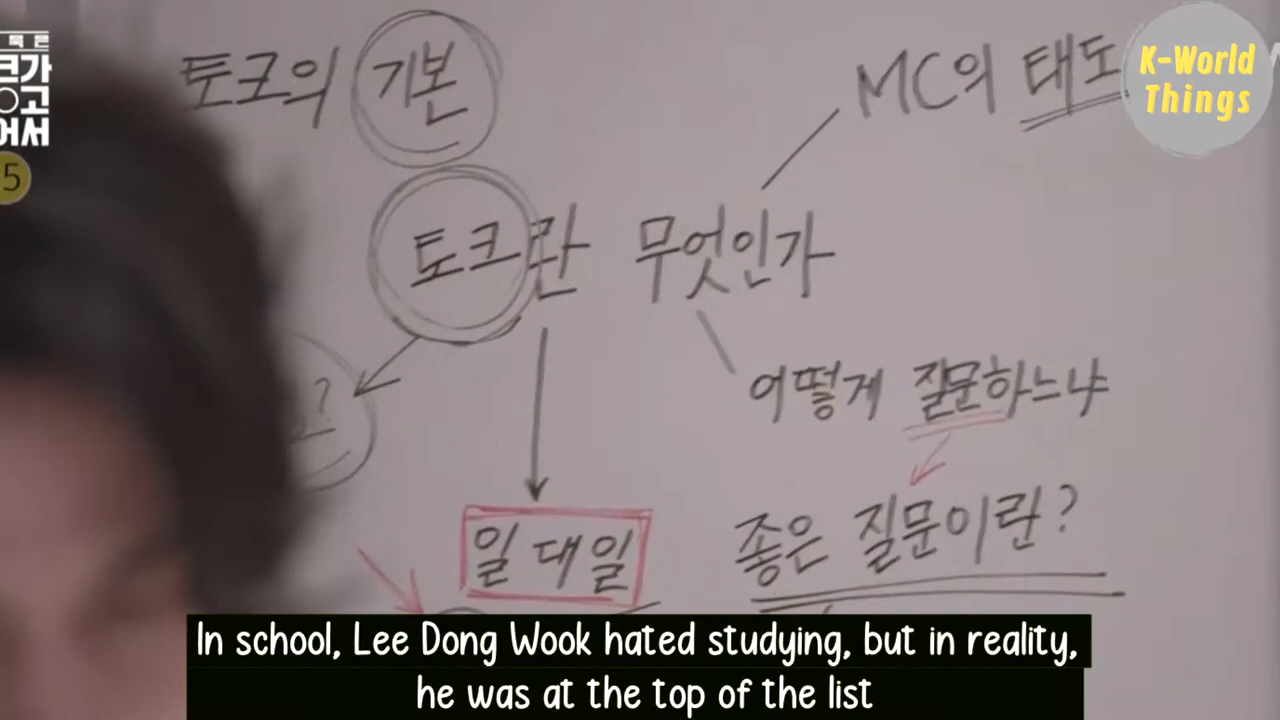 토크의 기본
MC의 태도
K-World
Things
토크란 무엇인가
?
어떻게 질문하느냐
일 대 일
좋은 질문이란?
5
In school, Lee Dong Wook hated studying, but in reality,
he was at the top of the list